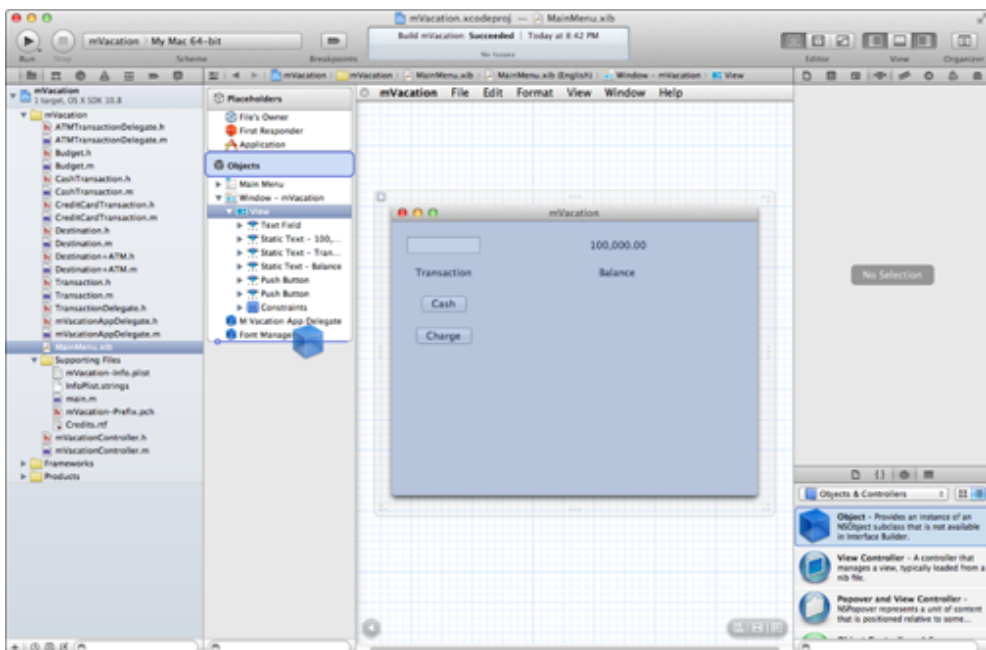 mVacation.xcodeproj — MainMenu.xib
mVacation My Mac 64-bit
Build mVacation: Succeeded | Today at 8:42 PM
No Issues
Run Stop Scheme Breakpoints Editor View Organizer
mVacation mVacation MainMenu.xib MainMenu.xib (English) Window - mVacation View
mVacation
1 target, OS X SDK 10.8
mVacation
ATMTransactionDelegate.h
ATMTransactionDelegate.m
Budget.h
Budget.m
CashTransaction.h
CashTransaction.m
CreditCardTransaction.h
CreditCardTransaction.m
Destination.h
Destination.m
Destination+ATM.h
Destination+ATM.m
Transaction.h
Transaction.m
TransactionDelegate.h
mVacationAppDelegate.h
mVacationAppDelegate.m
MainMenu.xib
Supporting Files
mVacation-Info.plist
InfoPlist.strings
main.m
mVacation-Prefix.pch
Credits.rtf
mVacationController.h
mVacationController.m
Frameworks
Products
Placeholders
File's Owner
First Responder
Application
Objects
Main Menu
Window – mVacation
View
Text Field
Static Text – 100,...
Static Text – Tran...
Static Text – Balance
Push Button
Push Button
Constraints
M Vacation App Delegate
Font Manager
mVacation File Edit Format View Window Help
mVacation
100,000.00
Transaction Balance
Cash
Charge
No Selection
Objects & Controllers
Object - Provides an instance of an
NSObject subclass that is not available
in Interface Builder.
View Controller - A controller that
manages a view, typically loaded from a
nib file.
Popover and View Controller -
NSPopover represents a unit of content
that is positioned relative to some...